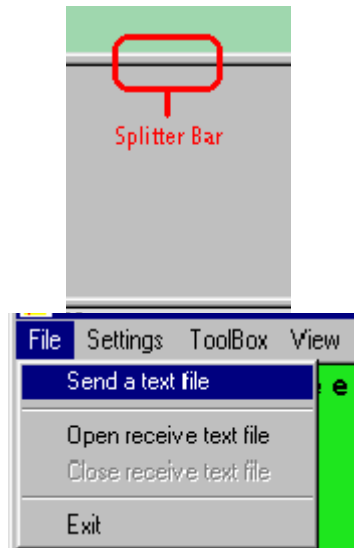 Splitter Bar
File Settings ToolBox View
Send a text file
e
Open receive text file
Close receive text file
Exit